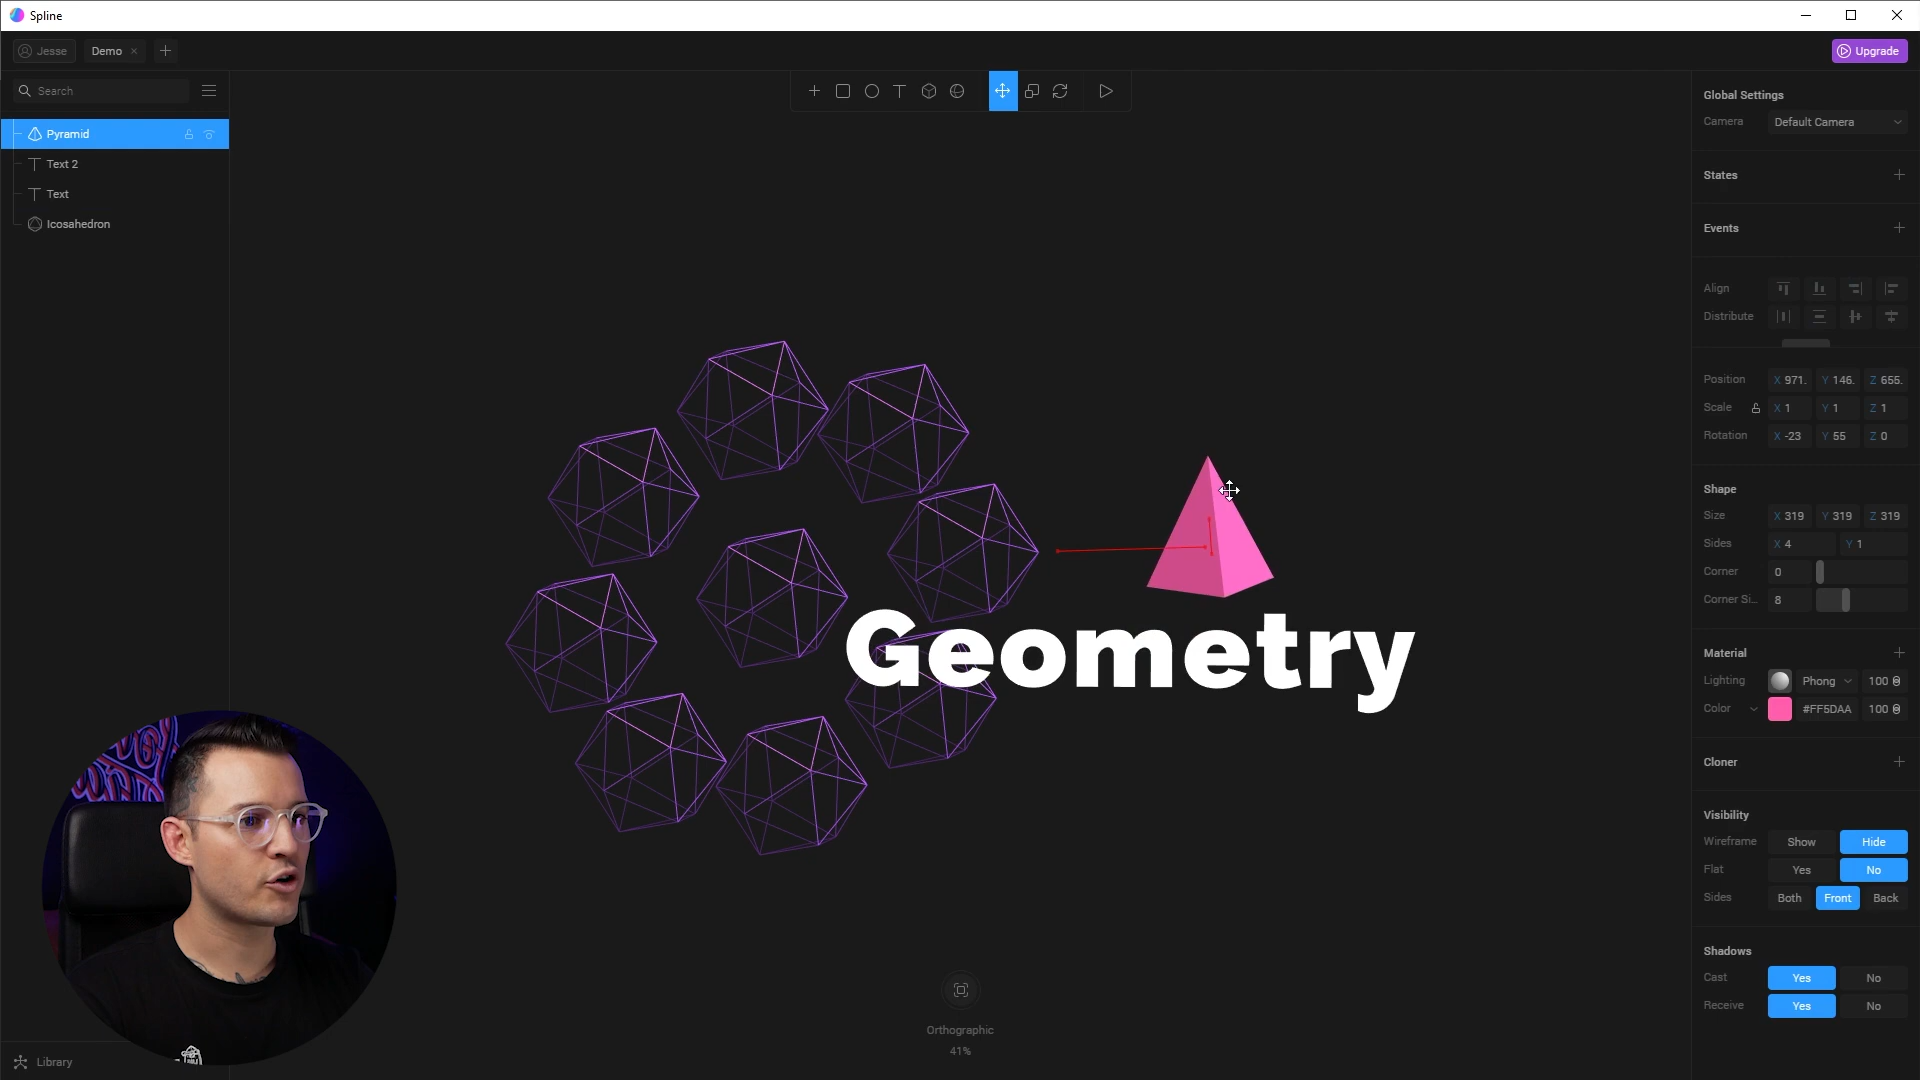 Spline
Jesse
Demo
Upgrade
Search
Pyramid
Text 2
Text
Icosahedron
Global Settings
Camera Default Camera
States
Events
Align
Distribute
Position X 971. Y 146. Z 655.
Scale X 1 Y 1 Z 1
Rotation X -23 Y 55 Z 0
Shape
Size X 319 Y 319 Z 319
Sides X 4 Y 1
Corner 0
Corner Si... 8
Material
Lighting Phong 100
Color #FF5DAA 100
Cloner
Visibility
Wireframe Show Hide
Flat Yes No
Sides Both Front Back
Shadows
Cast Yes No
Receive Yes No
Geometry
Orthographic
41%
Library